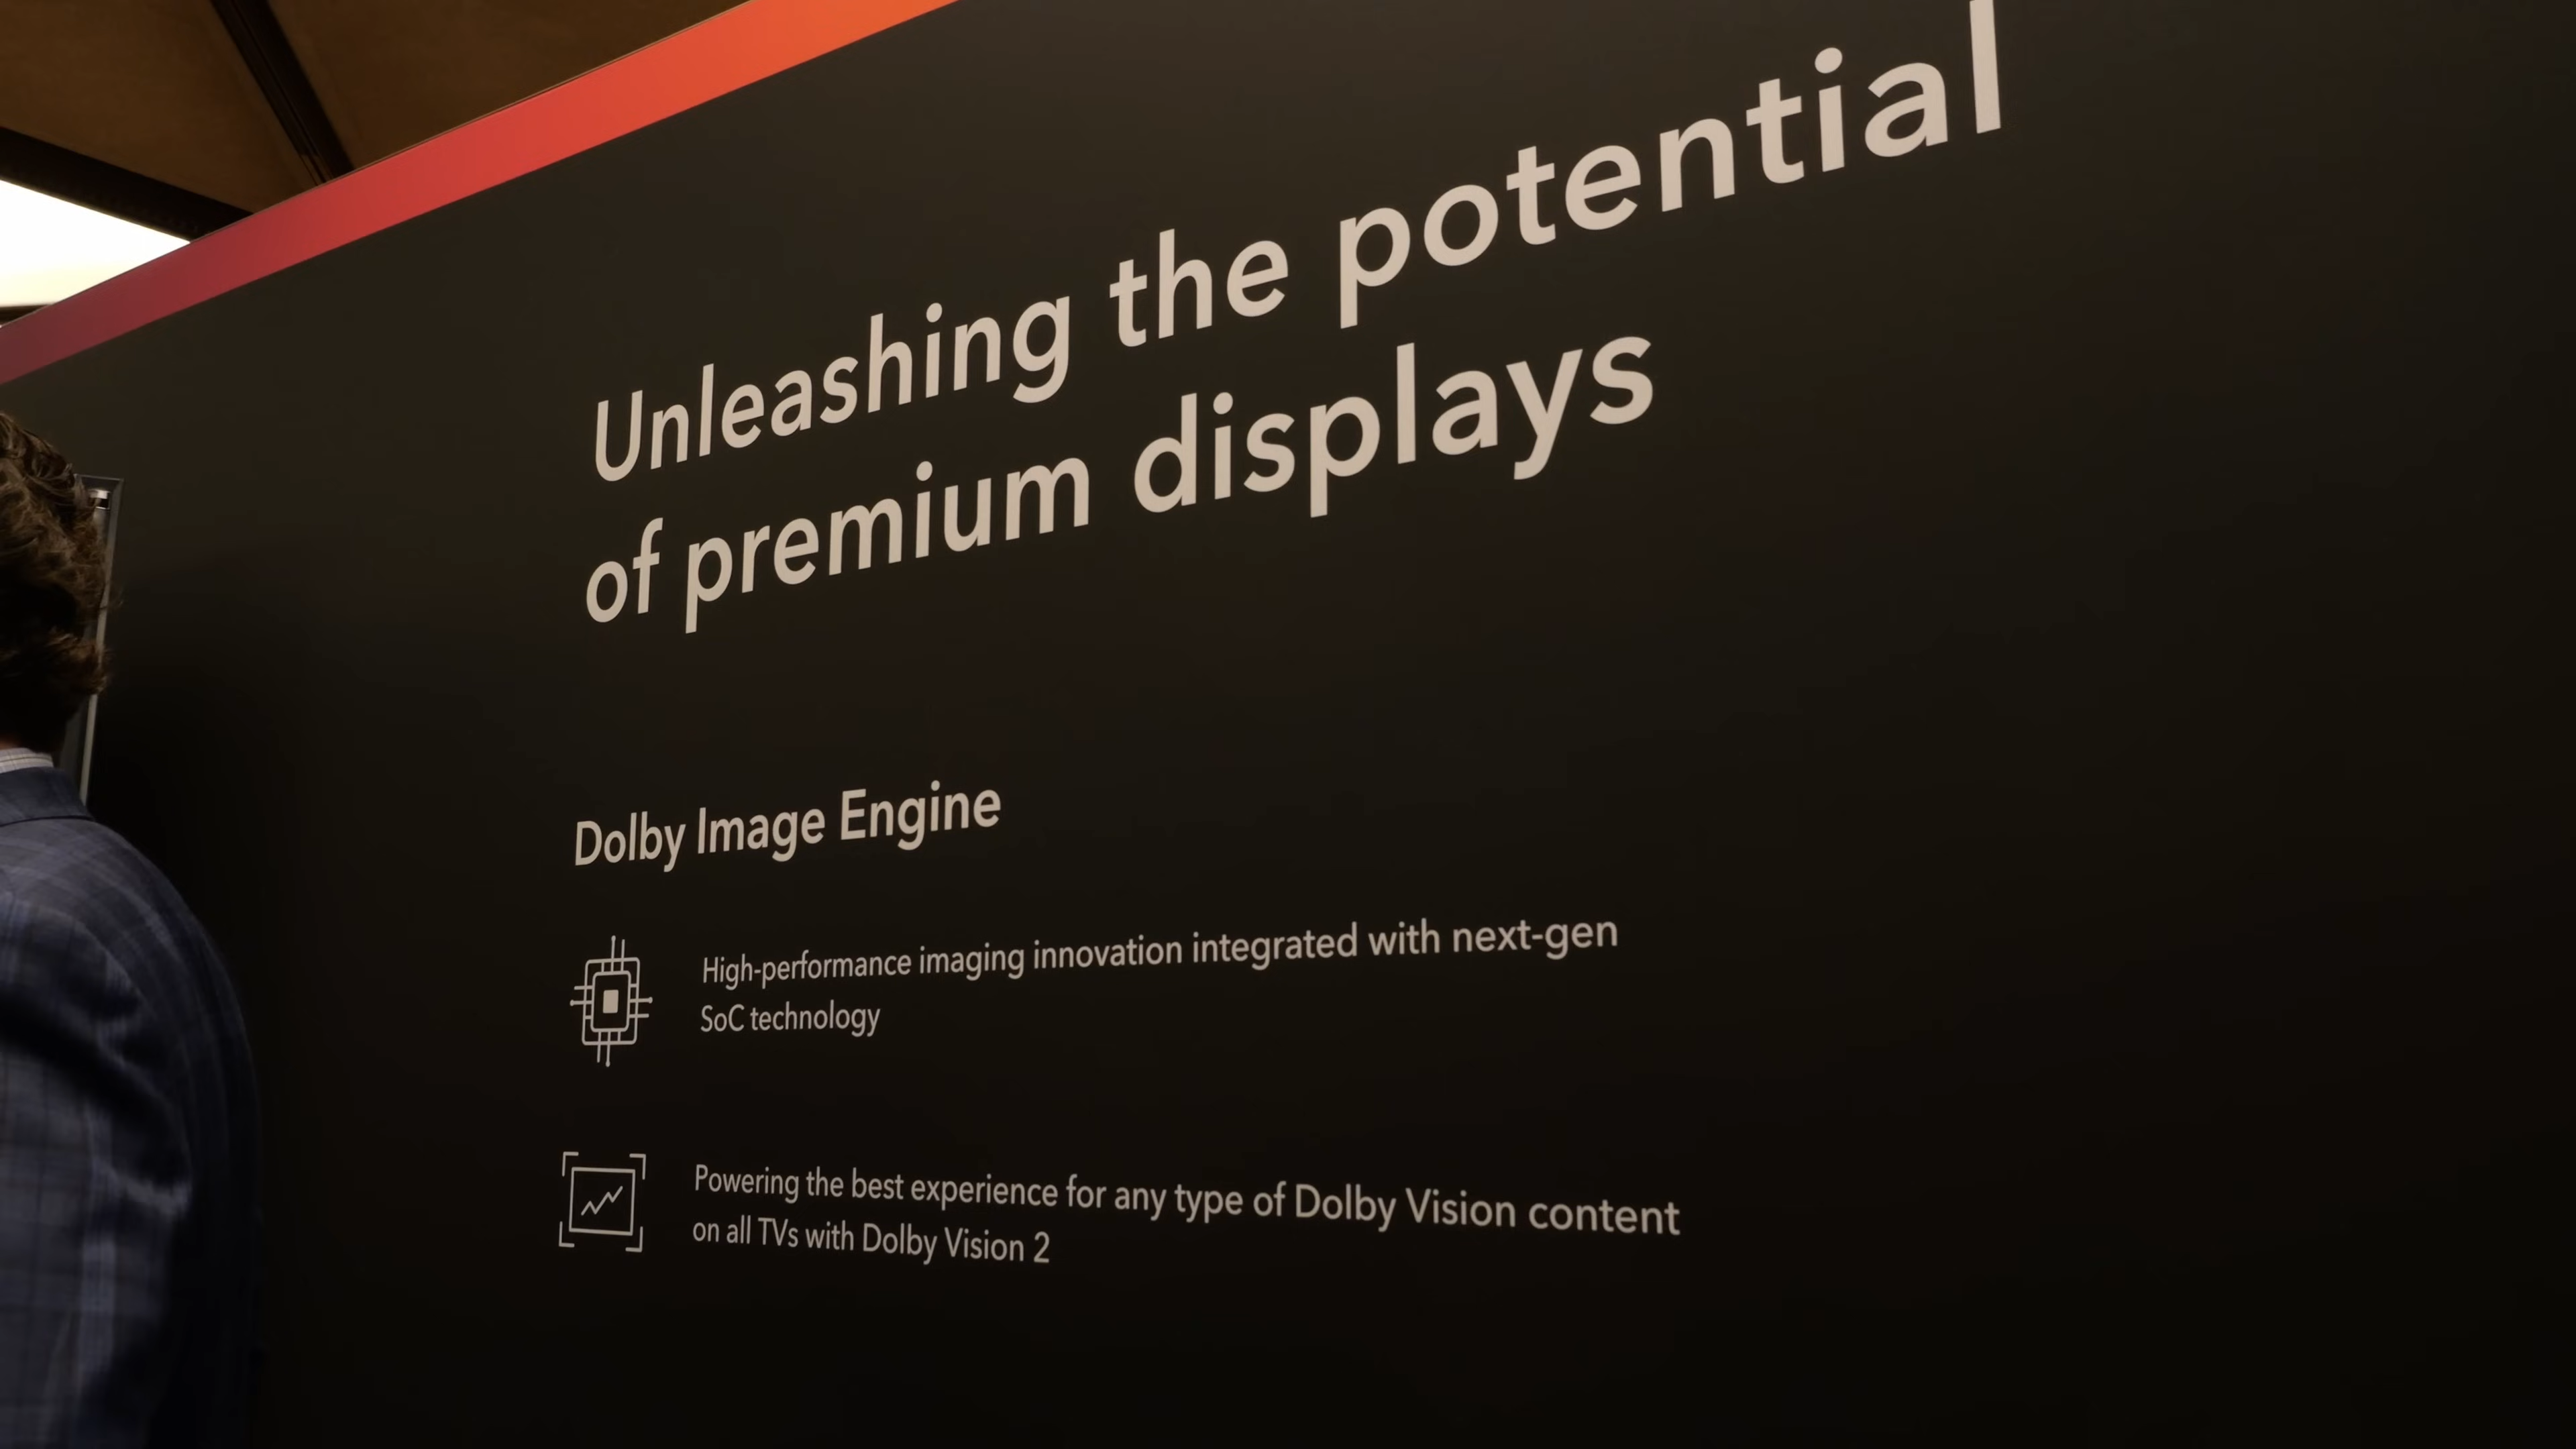 Unleashing the potential
of premium displays
Dolby Image Engine
High-performance imaging innovation integrated with next-gen
SoC technology
Powering the best experience for any type of Dolby Vision content
on all TVs with Dolby Vision 2